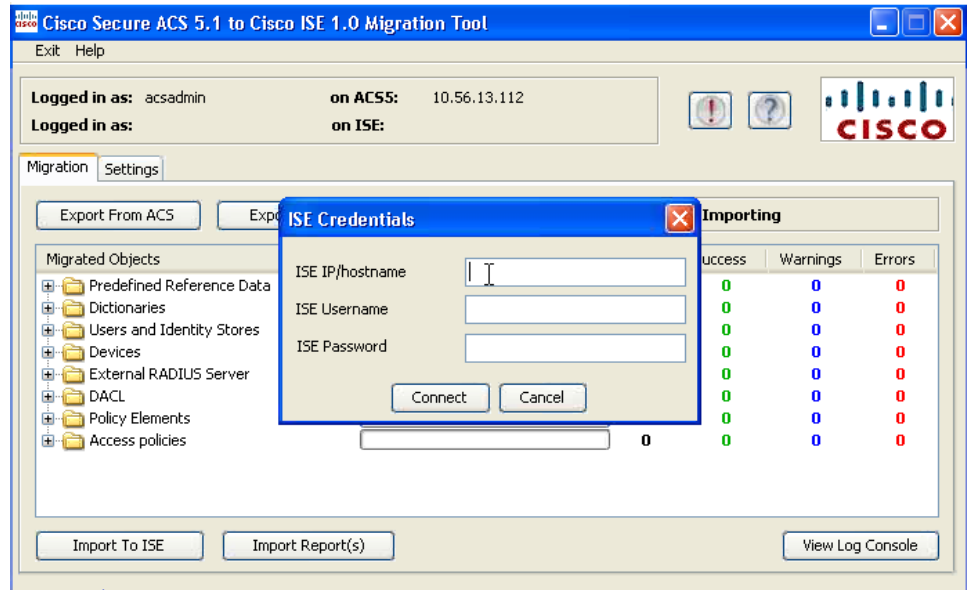 Cisco Secure ACS 5.1 to Cisco ISE 1.0 Migration Tool
Exit Help
Logged in as: acsadmin on ACS5: 10.56.13.112
Logged in as: on ISE:
CISCO
Migration Settings
Export From ACS Expo Importing
ISE Credentials
Migrated Objects uccess Warnings Errors
Predefined Reference Data 0 0 0
Dictionaries 0 0 0
Users and Identity Stores 0 0 0
Devices 0 0 0
External RADIUS Server 0 0 0
DACL 0 0 0
Policy Elements 0 0 0
Access policies 0 0 0 0
ISE IP/hostname
ISE Username
ISE Password
Connect Cancel
Import To ISE Import Report(s) View Log Console